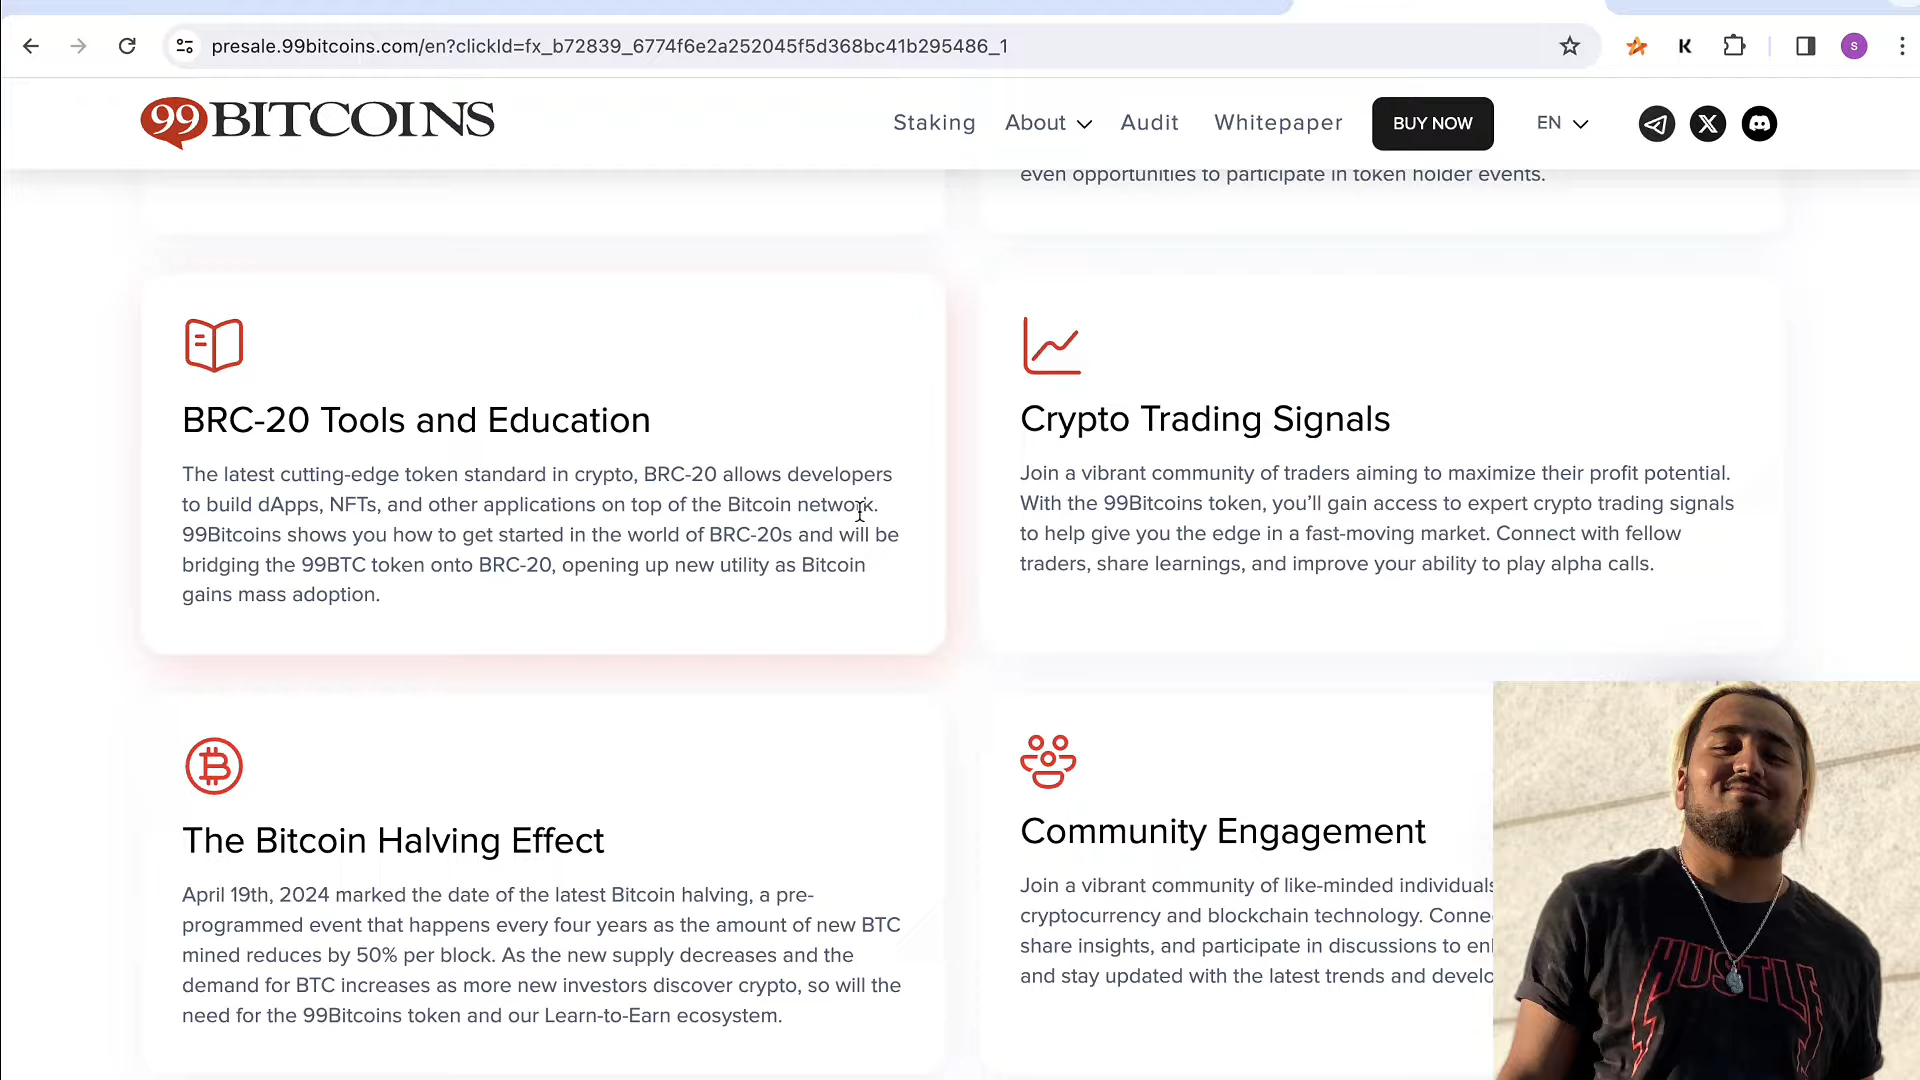 presale.99bitcoins.com/en?clickId=fx_b72839_6774f6e2a252045f5d368bc41b295486_1
K
S
99BITCOINS
Staking About Audit Whitepaper BUY NOW EN
even opportunities to participate in token holder events.
BRC-20 Tools and Education
The latest cutting-edge token standard in crypto, BRC-20 allows developers
to build dApps, NFTs, and other applications on top of the Bitcoin network.
99Bitcoins shows you how to get started in the world of BRC-20s and will be
bridging the 99BTC token onto BRC-20, opening up new utility as Bitcoin
gains mass adoption.
Crypto Trading Signals
Join a vibrant community of traders aiming to maximize their profit potential.
With the 99Bitcoins token, you’ll gain access to expert crypto trading signals
to help give you the edge in a fast-moving market. Connect with fellow
traders, share learnings, and improve your ability to play alpha calls.
The Bitcoin Halving Effect
April 19th, 2024 marked the date of the latest Bitcoin halving, a pre-
programmed event that happens every four years as the amount of new BTC
mined reduces by 50% per block. As the new supply decreases and the
demand for BTC increases as more new investors discover crypto, so will the
need for the 99Bitcoins token and our Learn-to-Earn ecosystem.
Community Engagement
Join a vibrant community of like-minded individuals
cryptocurrency and blockchain technology.
share insights, and participate in discussions to
and stay updated with the latest trends and
HUSTLE